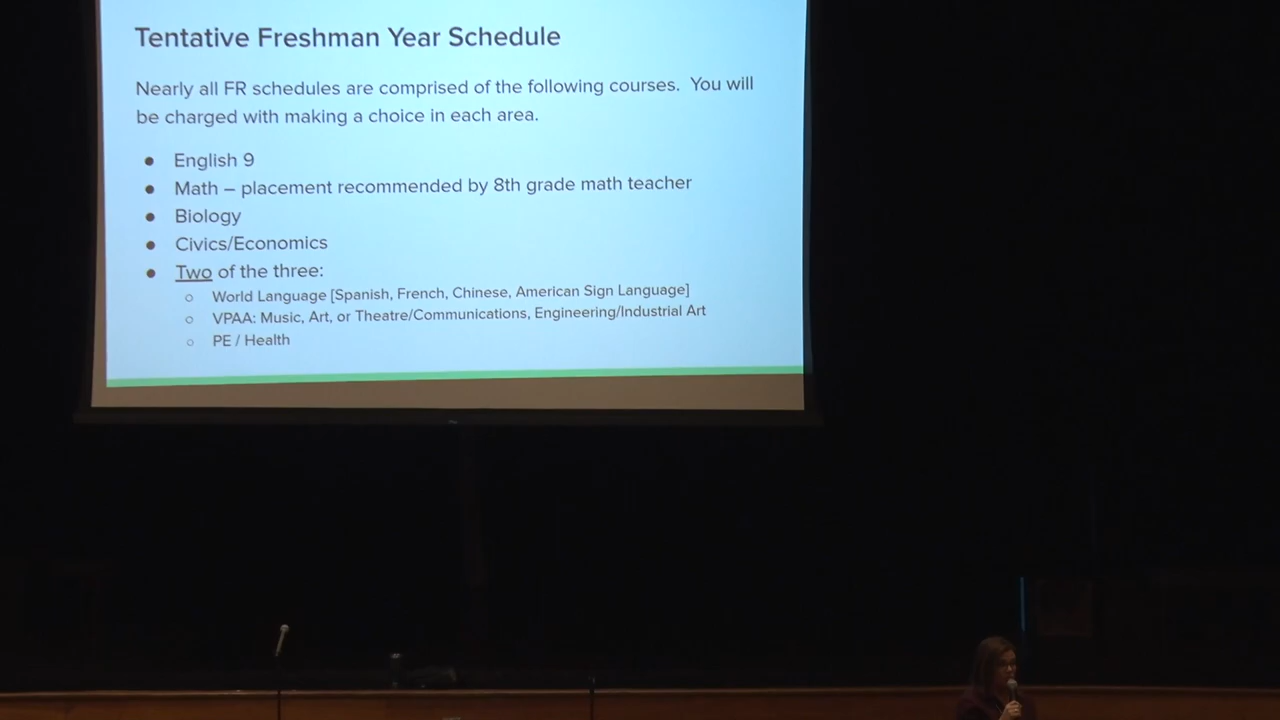 Tentative Freshman Year Schedule
Nearly all FR schedules are comprised of the following courses. You will
be charged with making a choice in each area.
● English 9
● Math – placement recommended by 8th grade math teacher
● Biology
● Civics/Economics
● Two of the three:
○ World Language [Spanish, French, Chinese, American Sign Language]
○ VPAA: Music, Art, or Theatre/Communications, Engineering/Industrial Art
○ PE / Health